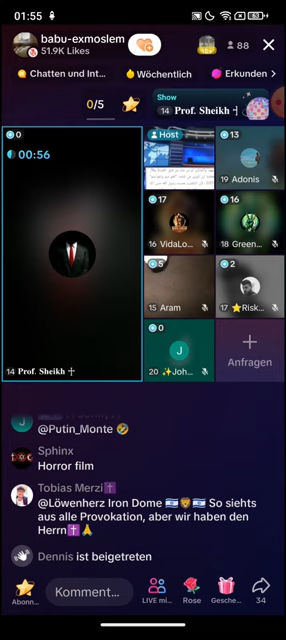 01:55
babu-exmoslem
51.9K Likes
88
Chatten und Int...
Wöchentlich
Erkunden
0/5
Show
14 Prof. Sheikh
0
00:56
14 Prof. Sheikh
Host
13
19 Adonis
17
16 VidaLo...
16
18 Green...
5
15 Aram
2
17 ⭐Risk...
0
J
20 ✨Joh...
+
Anfragen
J
@Putin_Monte 🤣
Sphinx
Horror film
Tobias Merzi✝️
@Löwenherz Iron Dome 🇮🇱🦁🇮🇱 So siehts
aus alle Provokation, aber wir haben den
Herrn✝️🙏
Dennis ist beigetreten
Abonn...
Komment...
LIVE mi...
Rose
Gesche...
34